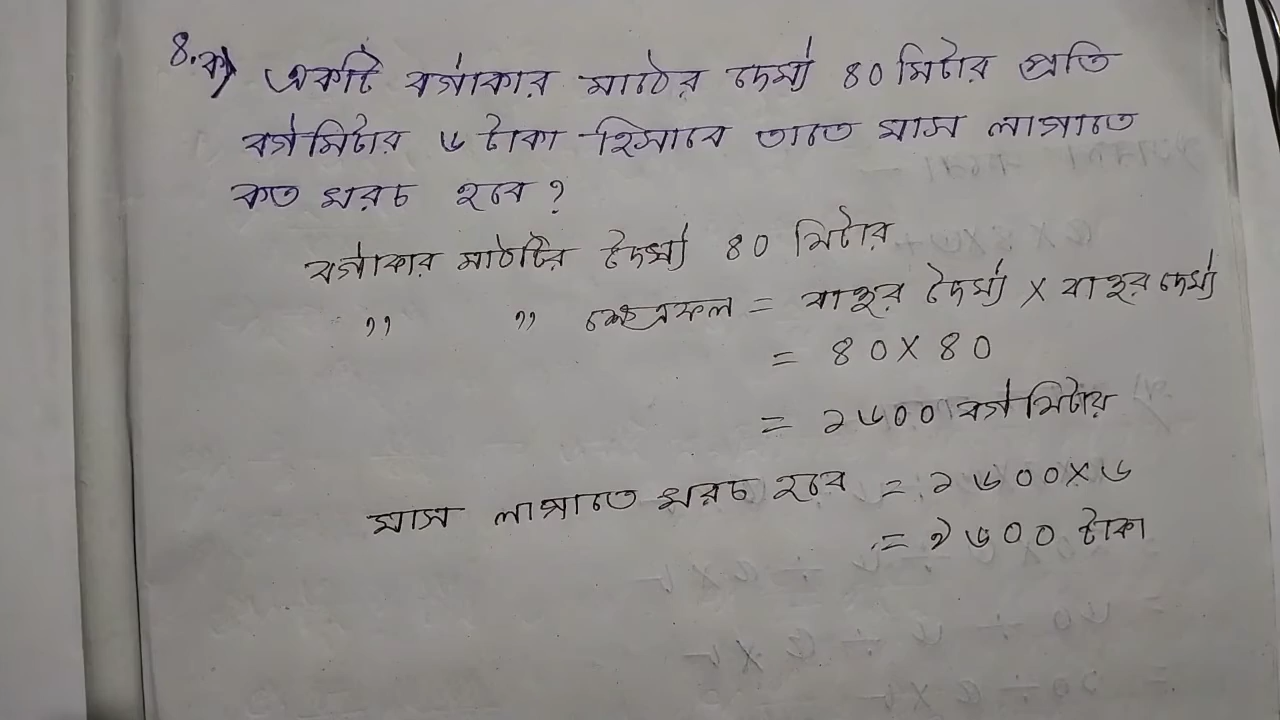 ৪.ক) একটি বর্গাকার মাঠের দৈর্ঘ্য ৪০ মিটার প্রতি
বর্গমিটার ৬ টাকা হিসাবে তাতে ঘাস লাগাতে
কত খরচ হবে?
বর্গাকার মাঠটির দৈর্ঘ্য ৪০ মিটার
,, ,, ক্ষেত্রফল = বাহুর দৈর্ঘ্য × বাহুর দৈর্ঘ্য
= ৪০×৪০
= ১৬০০ বর্গমিটার
ঘাস লাগাতে খরচ হবে = ১৬০০×৬
= ৯৬০০ টাকা